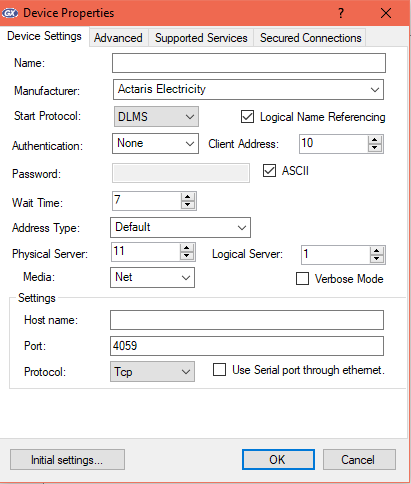 GX Device Properties ? ×
Device Settings Advanced Supported Services Secured Connections
Name:
Manufacturer: Actaris Electricity
Start Protocol: DLMS Logical Name Referencing
Authentication: None Client Address: 10
Password: ASCII
Wait Time: 7
Address Type: Default
Physical Server: 11 Logical Server: 1
Media: Net Verbose Mode
Settings
Host name:
Port: 4059
Protocol: Tcp Use Serial port through ethernet.
Initial settings... OK Cancel